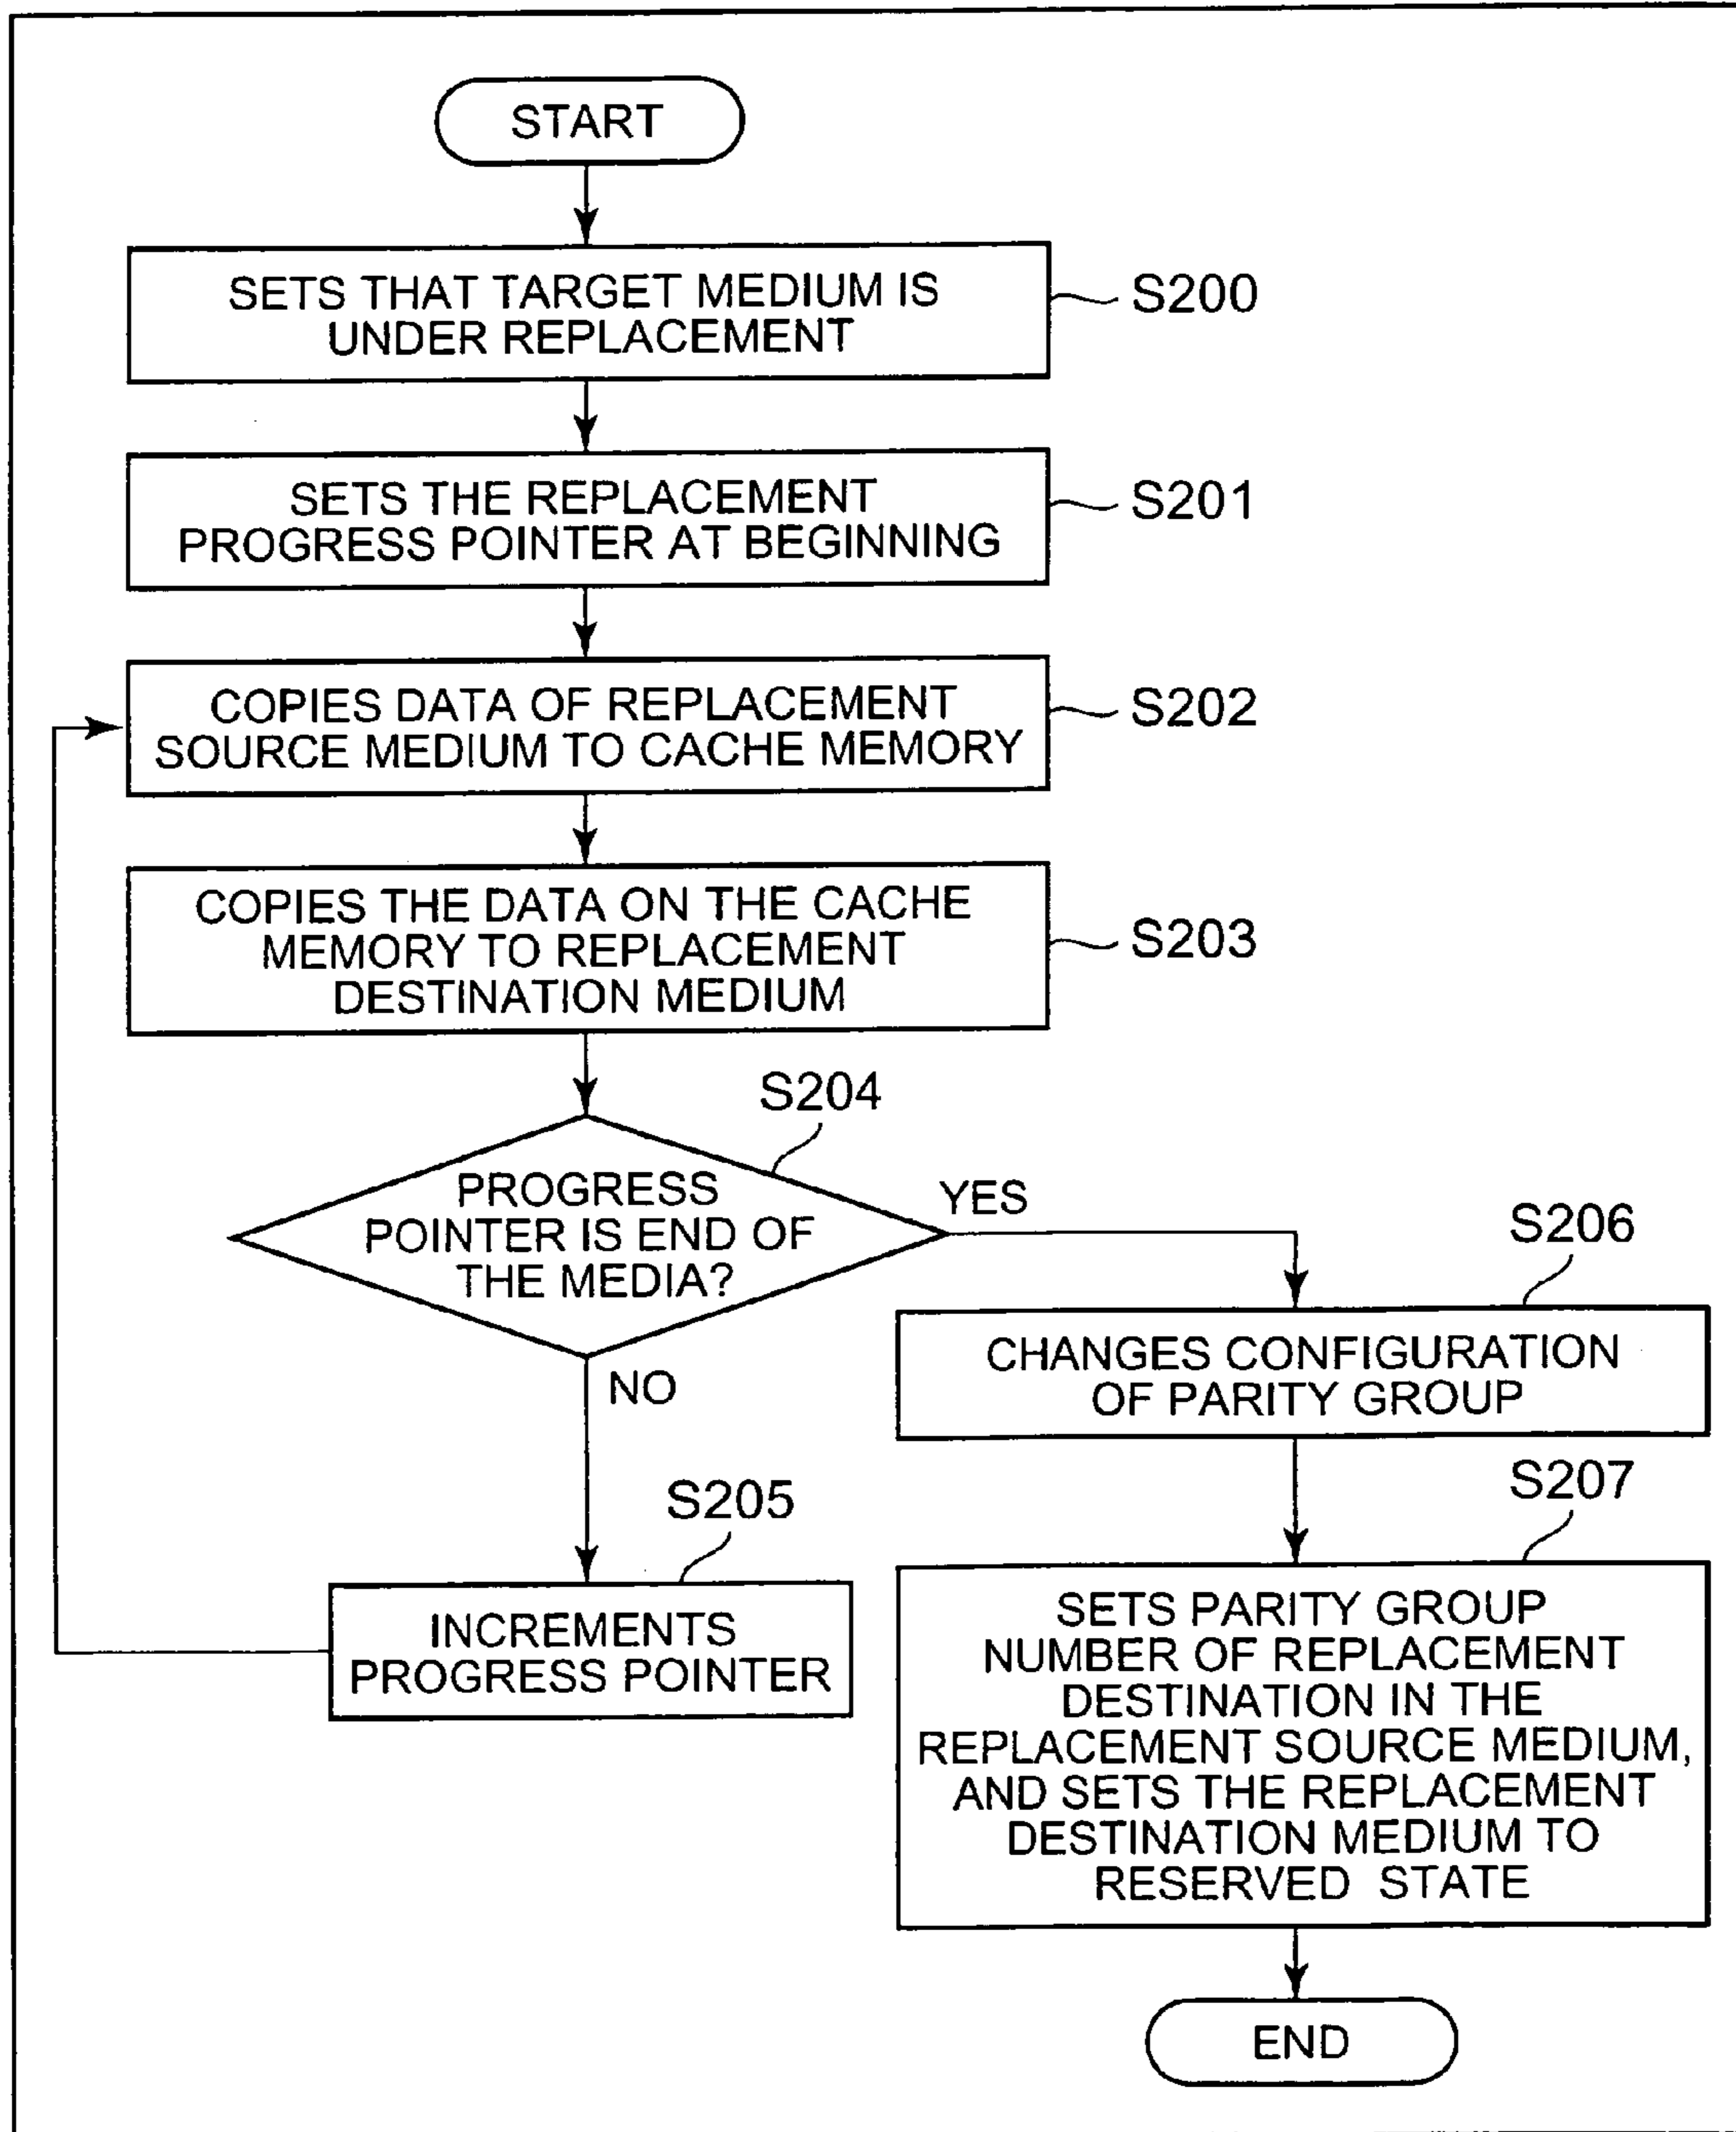 START
SETS THAT TARGET MEDIUM IS
UNDER REPLACEMENT
S200
SETS THE REPLACEMENT
PROGRESS POINTER AT BEGINNING
S201
COPIES DATA OF REPLACEMENT
SOURCE MEDIUM TO CACHE MEMORY
S202
COPIES THE DATA ON THE CACHE
MEMORY TO REPLACEMENT
DESTINATION MEDIUM
S203
S204
PROGRESS
POINTER IS END OF
THE MEDIA?
YES
NO
S205
INCREMENTS
PROGRESS POINTER
S206
CHANGES CONFIGURATION
OF PARITY GROUP
S207
SETS PARITY GROUP
NUMBER OF REPLACEMENT
DESTINATION IN THE
REPLACEMENT SOURCE MEDIUM,
AND SETS THE REPLACEMENT
DESTINATION MEDIUM TO
RESERVED STATE
END